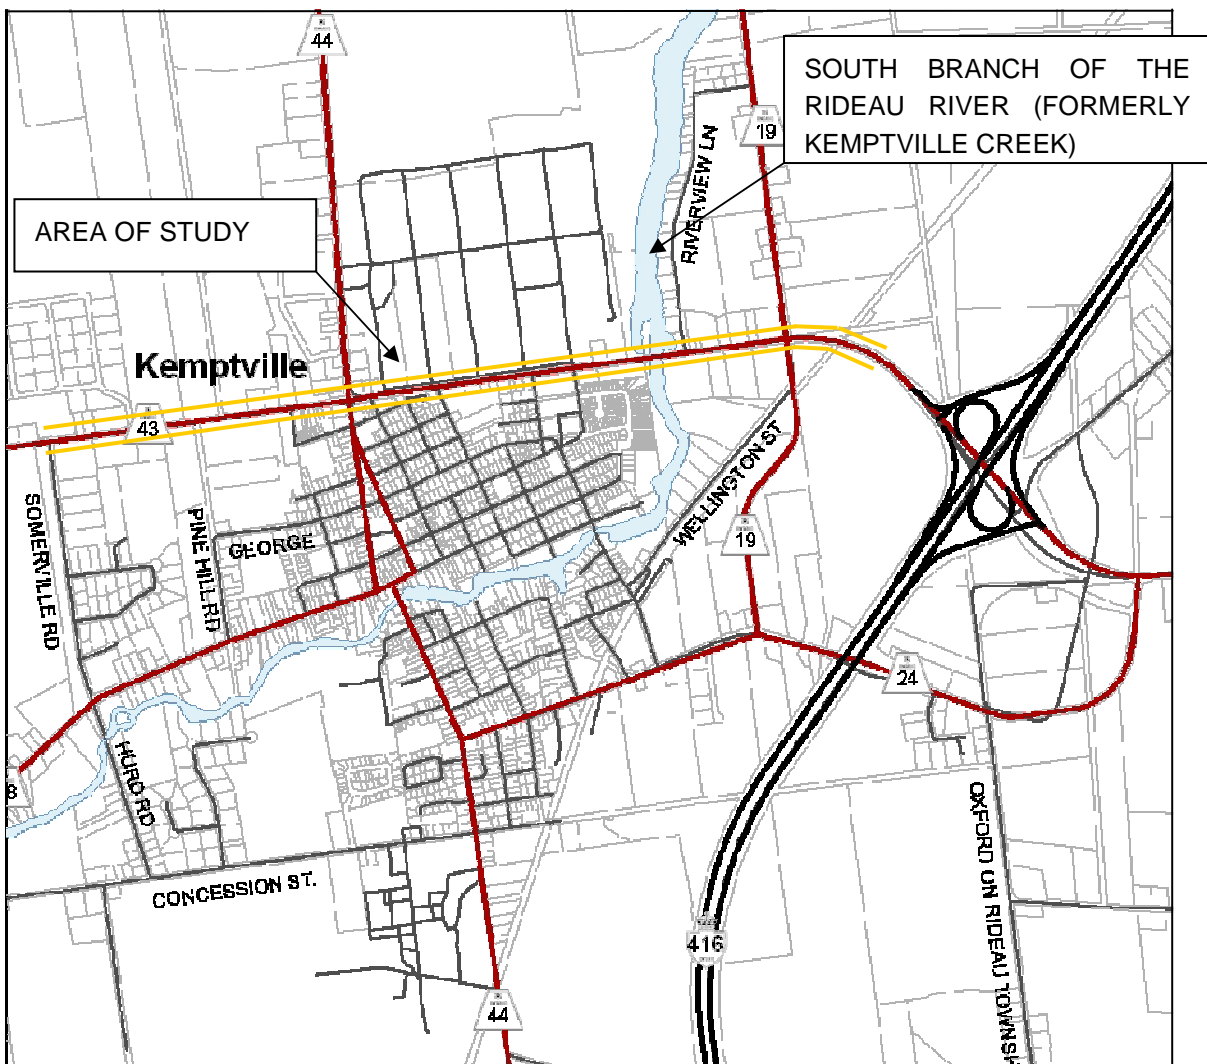 44
SOUTH BRANCH OF THE
RIDEAU RIVER (FORMERLY
KEMPTVILLE CREEK)
19
RIVERVIEW LN
AREA OF STUDY
Kemptville
43
WELLINGTON ST
SOMERVILLE RD
PINE HILL RD
GEORGE
19
24
8
HURD RD
OXFORD ON RIDEAU TOWNSH
CONCESSION ST.
416
44